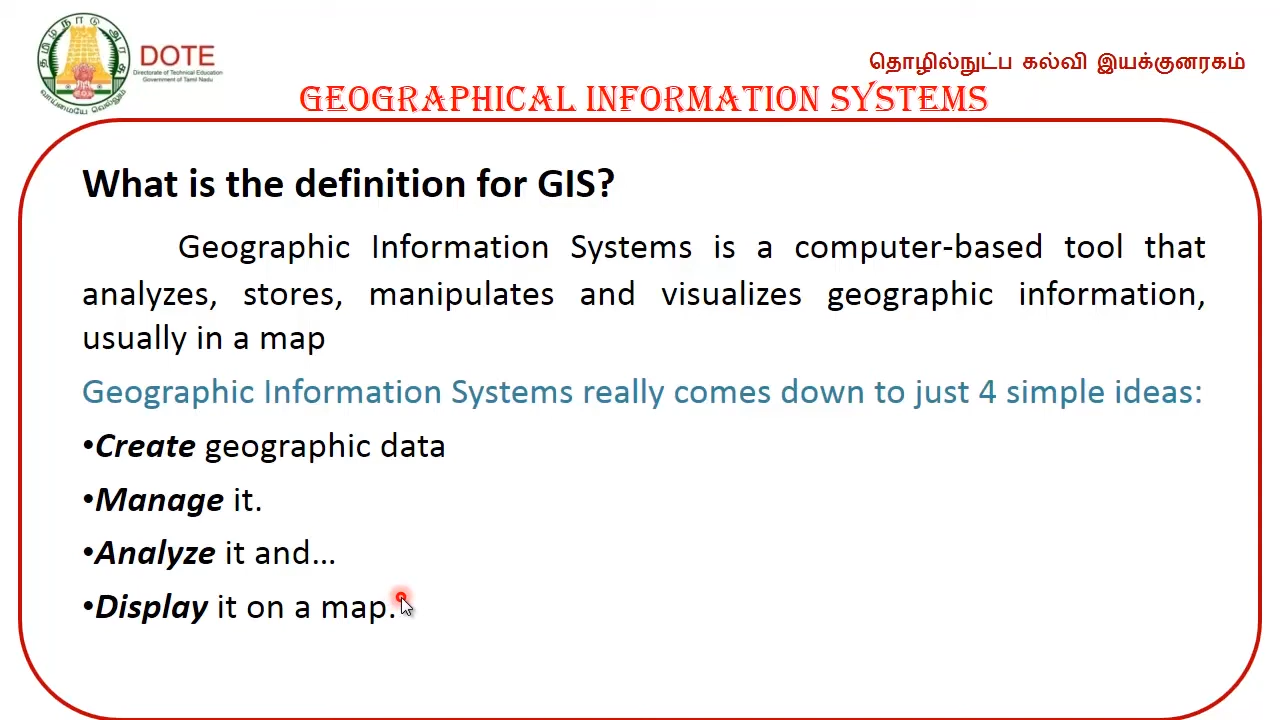 தமிழ்நாடு அரசு
வாய்மையே வெல்லும்
DOTE
Directorate of Technical Education
Government of Tamil Nadu
தொழில்நுட்ப கல்வி இயக்குனரகம்
GEOGRAPHICAL INFORMATION SYSTEMS
What is the definition for GIS?
Geographic Information Systems is a computer-based tool that
analyzes, stores, manipulates and visualizes geographic information,
usually in a map
Geographic Information Systems really comes down to just 4 simple ideas:
•Create geographic data
•Manage it.
•Analyze it and…
•Display it on a map.